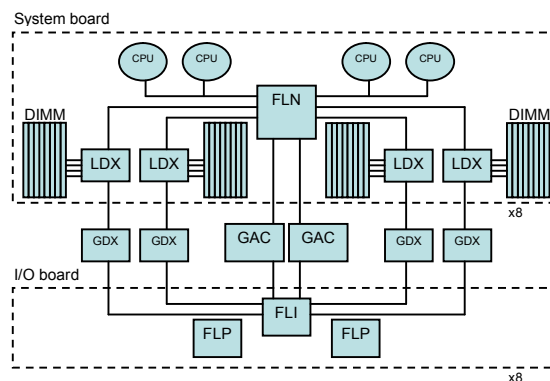 System board
CPU CPU CPU CPU
FLN
DIMM DIMM
LDX LDX LDX LDX
x8
GDX GDX GAC GAC GDX GDX
I/O board
FLI
FLP FLP
x8